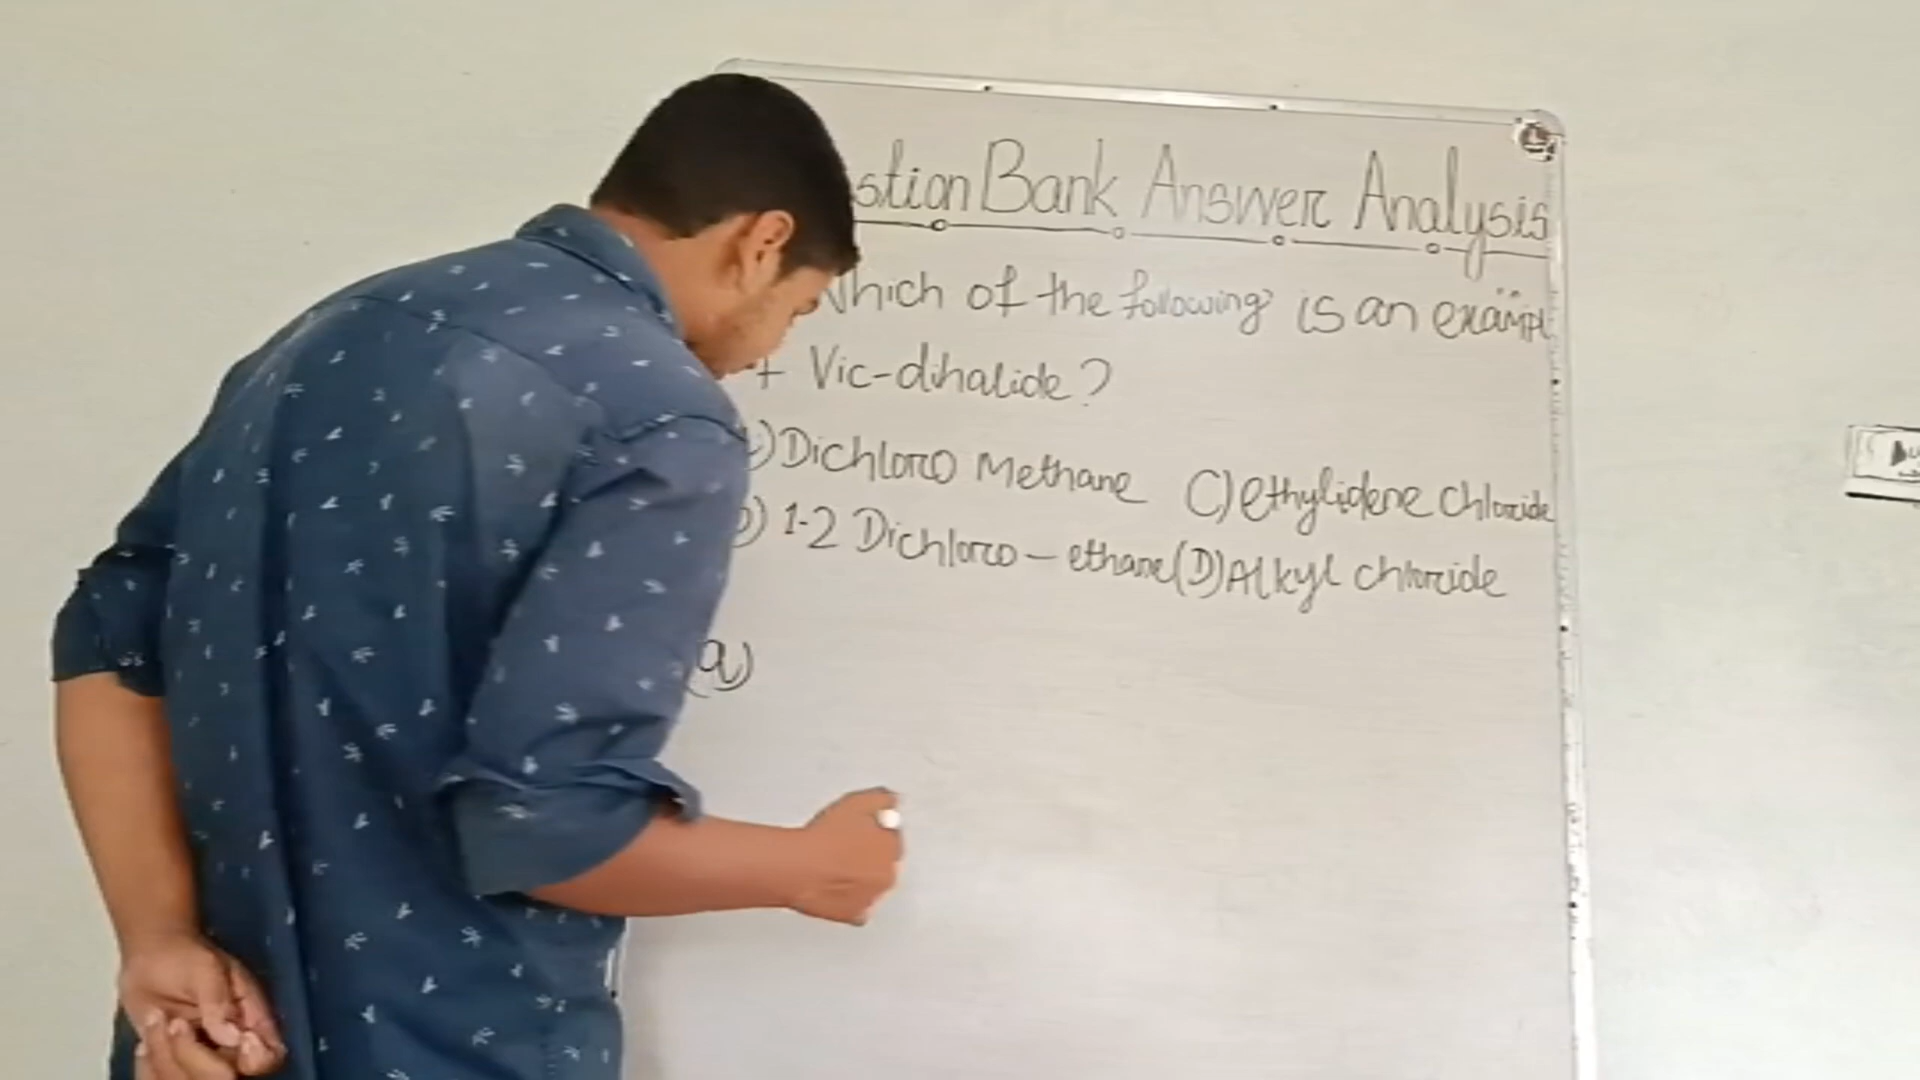 stion Bank Answer Analysis
Which of the following is an exampl
Vic-dihalide?
Dichloro Methane C) ethylidene chloride
b) 1-2 Dichloro-ethane (D) Alkyl chloride
(a)